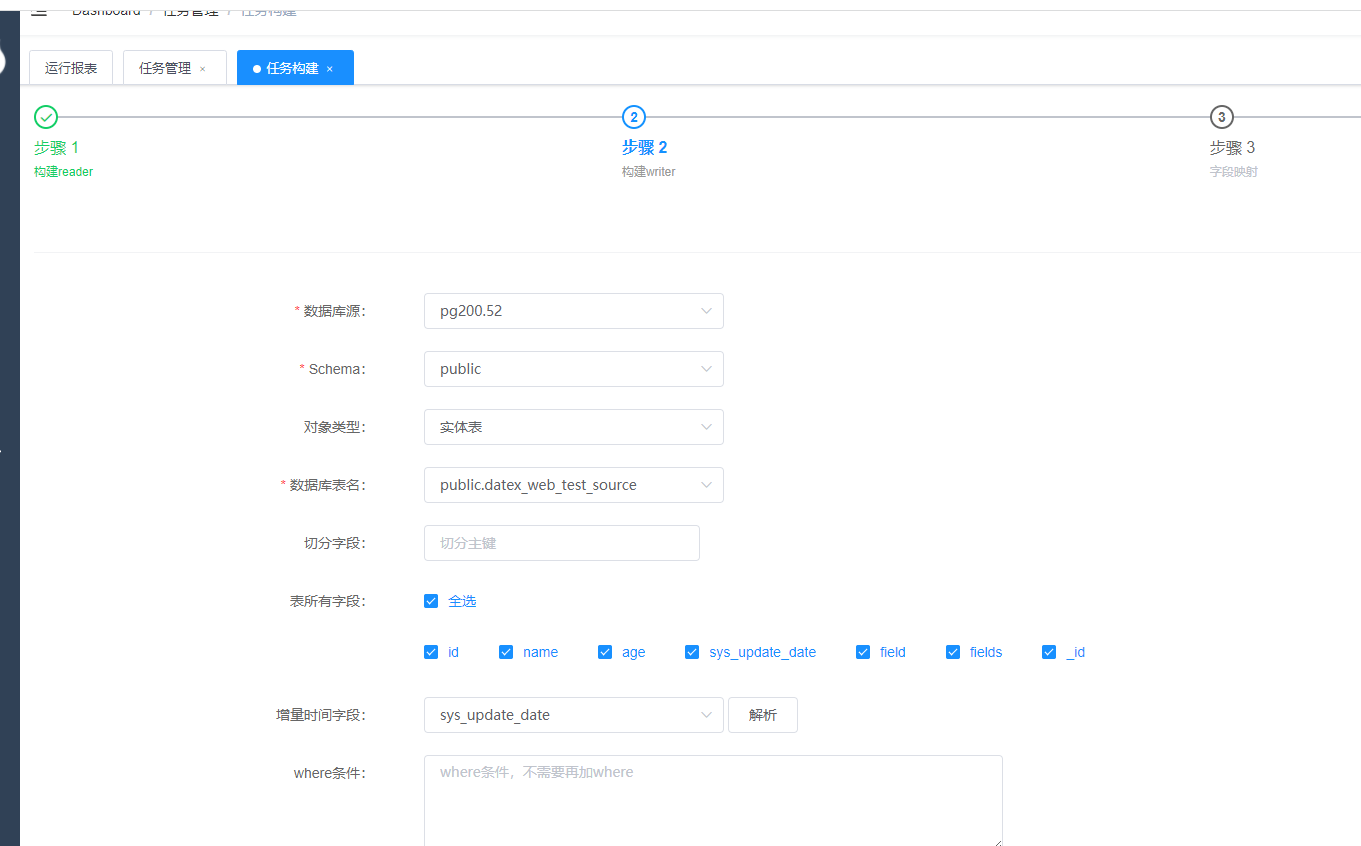 Dashboard / 任务管理 / 任务构建
运行报表 任务管理 × 任务构建 ×
2 3
步骤 1 步骤 2 步骤 3
构建reader 构建writer 字段映射
* 数据库源： pg200.52
* Schema： public
对象类型： 实体表
* 数据库表名： public.datex_web_test_source
切分字段： 切分主键
表所有字段： 全选
id name age sys_update_date field fields _id
增量时间字段： sys_update_date 解析
where条件： where条件，不需要再加where